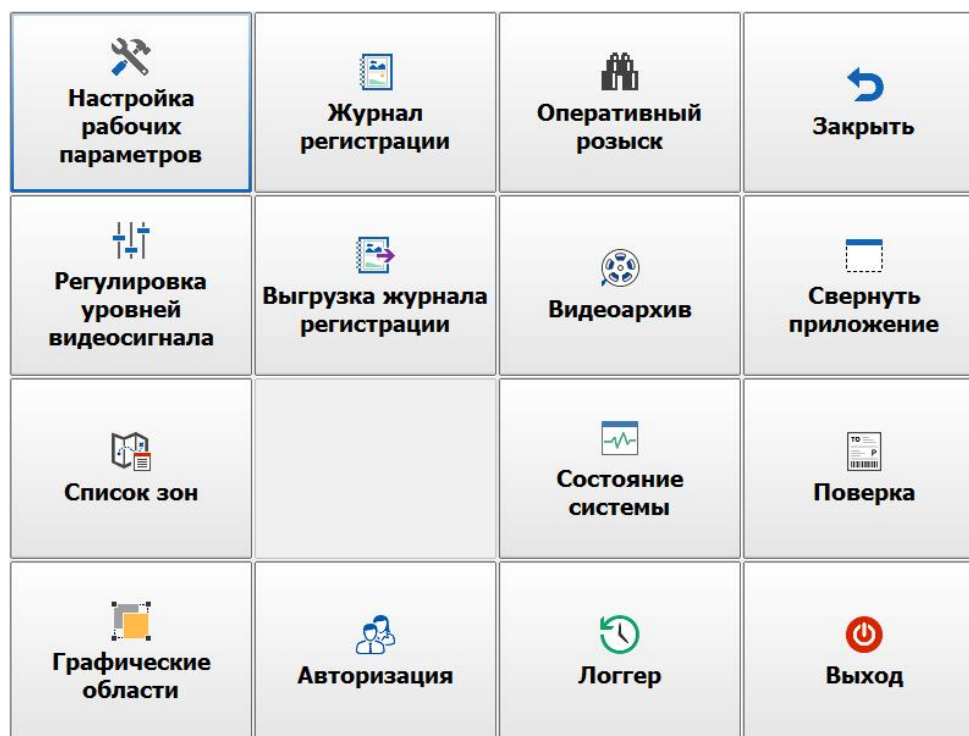 Настройка
рабочих
параметров
Журнал
регистрации
Оперативный
розыск
Закрыть
Регулировка
уровней
видеосигнала
Выгрузка журнала
регистрации
Видеоархив
Свернуть
приложение
Список зон
Состояние
системы
TO
P
Поверка
Графические
области
Авторизация
Логгер
Выход